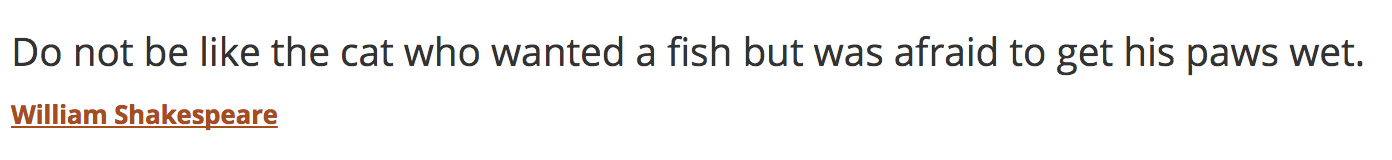 Do not be like the cat who wanted a fish but was afraid to get his paws wet.
William Shakespeare